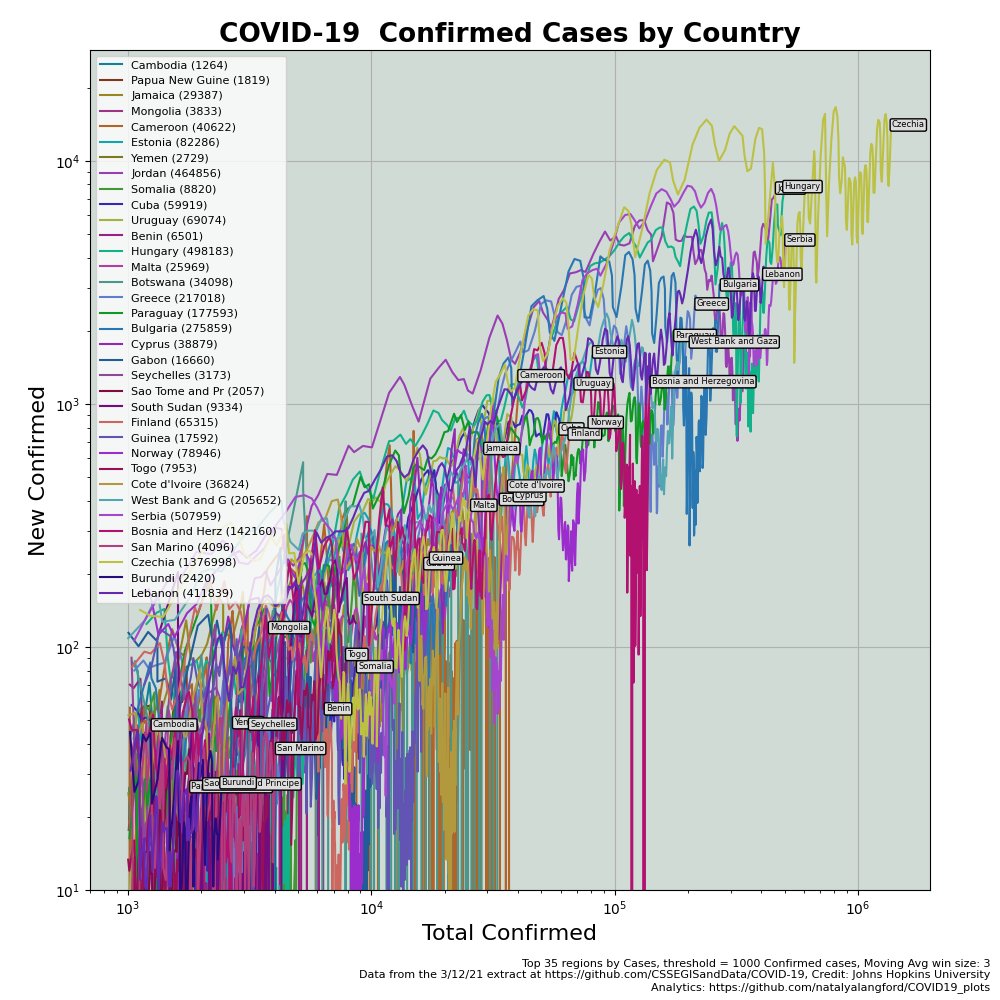 COVID-19  Confirmed Cases by Country
Cambodia (1264)
Papua New Guine (1819)
Jamaica (29387)
Mongolia (3833)
Cameroon (40622)
Estonia (82286)
Yemen (2729)
Jordan (464856)
Somalia (8820)
Cuba (59919)
Uruguay (69074)
Benin (6501)
Hungary (498183)
Malta (25969)
Botswana (34098)
Greece (217018)
Paraguay (177593)
Bulgaria (275859)
Cyprus (38879)
Gabon (16660)
Seychelles (3173)
Sao Tome and Pr (2057)
South Sudan (9334)
Finland (65315)
Guinea (17592)
Norway (78946)
Togo (7953)
Cote d'Ivoire (36824)
West Bank and G (205652)
Serbia (507959)
Bosnia and Herz (142160)
San Marino (4096)
Czechia (1376998)
Burundi (2420)
Lebanon (411839)
Czechia
Hungary
Serbia
Lebanon
Bulgaria
Greece
West Bank and Gaza
Estonia
Cameroon
Uruguay
Bosnia and Herzegovina
Norway
Finland
Jamaica
Cote d'Ivoire
Cyprus
Malta
Guinea
South Sudan
Mongolia
Togo
Somalia
Benin
Cambodia
Seychelles
San Marino
Sao
Burundi
d Principe
10⁴
10³
10²
10¹
New Confirmed
10³
10⁴
10⁵
10⁶
Total Confirmed
Top 35 regions by Cases, threshold = 1000 Confirmed cases, Moving Avg win size: 3
Data from the 3/12/21 extract at https://github.com/CSSEGISandData/COVID-19, Credit: Johns Hopkins University
Analytics: https://github.com/natalyalangford/COVID19_plots